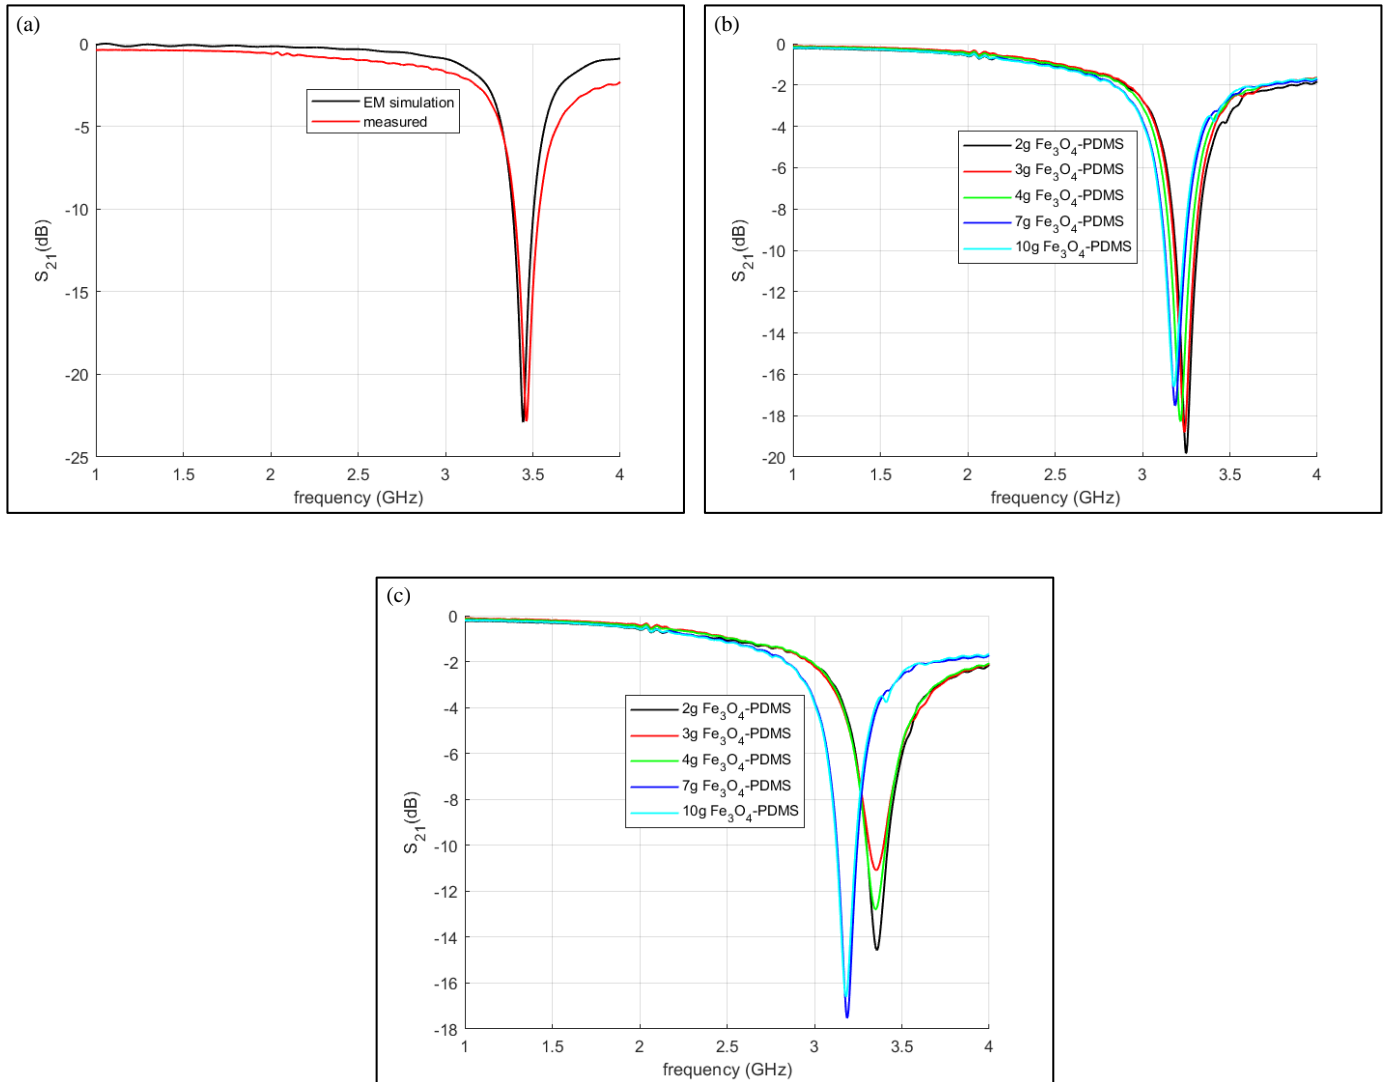 (a)
0
-5
-10
-15
-20
-25
S21(dB)
EM simulation
measured
1 1.5 2 2.5 3 3.5 4
frequency (GHz)
(b)
0
-2
-4
-6
-8
-10
-12
-14
-16
-18
-20
S21(dB)
2g Fe3O4-PDMS
3g Fe3O4-PDMS
4g Fe3O4-PDMS
7g Fe3O4-PDMS
10g Fe3O4-PDMS
1 1.5 2 2.5 3 3.5 4
frequency (GHz)
(c)
0
-2
-4
-6
-8
-10
-12
-14
-16
-18
S21(dB)
2g Fe3O4-PDMS
3g Fe3O4-PDMS
4g Fe3O4-PDMS
7g Fe3O4-PDMS
10g Fe3O4-PDMS
1 1.5 2 2.5 3 3.5 4
frequency (GHz)